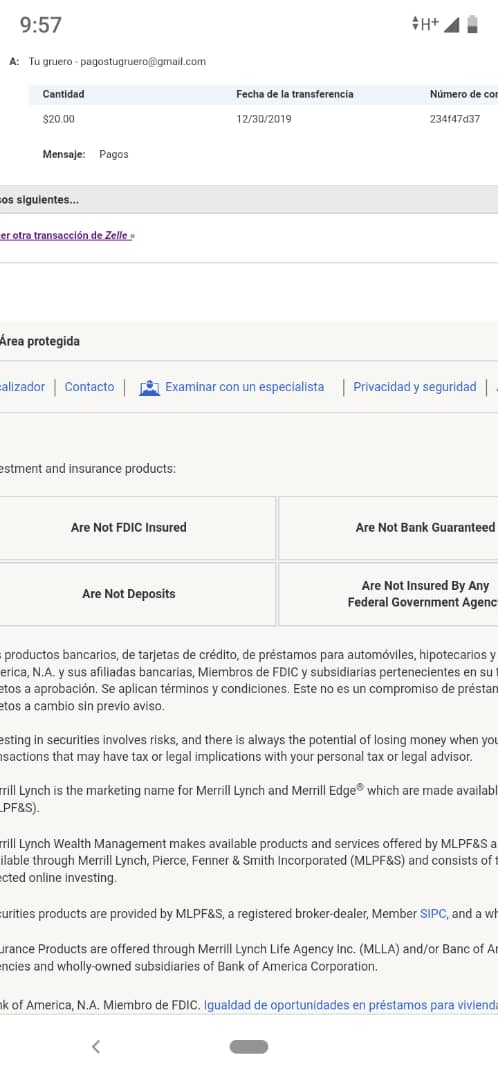 9:57
H+
A: Tu gruero - pagostugruero@gmail.com
Cantidad Fecha de la transferencia Número de con
$20.00 12/30/2019 234f47d37
Mensaje: Pagos
sos siguientes...
er otra transacción de Zelle »
Área protegida
calizador Contacto Examinar con un especialista Privacidad y seguridad
estment and insurance products:
Are Not FDIC Insured Are Not Bank Guaranteed
Are Not Deposits Are Not Insured By Any
Federal Government Agenc
s productos bancarios, de tarjetas de crédito, de préstamos para automóviles, hipotecarios y
erica, N.A. y sus afiliadas bancarias, Miembros de FDIC y subsidiarias pertenecientes en su t
etos a aprobación. Se aplican términos y condiciones. Este no es un compromiso de préstan
etos a cambio sin previo aviso.
esting in securities involves risks, and there is always the potential of losing money when you
nsactions that may have tax or legal implications with your personal tax or legal advisor.
rrill Lynch is the marketing name for Merrill Lynch and Merrill Edge® which are made availabl
LPF&S).
rrill Lynch Wealth Management makes available products and services offered by MLPF&S a
ilable through Merrill Lynch, Pierce, Fenner & Smith Incorporated (MLPF&S) and consists of t
ected online investing.
curities products are provided by MLPF&S, a registered broker-dealer, Member SIPC, and a wh
urance Products are offered through Merrill Lynch Life Agency Inc. (MLLA) and/or Banc of Am
encies and wholly-owned subsidiaries of Bank of America Corporation.
nk of America, N.A. Miembro de FDIC. Igualdad de oportunidades en préstamos para vivienda